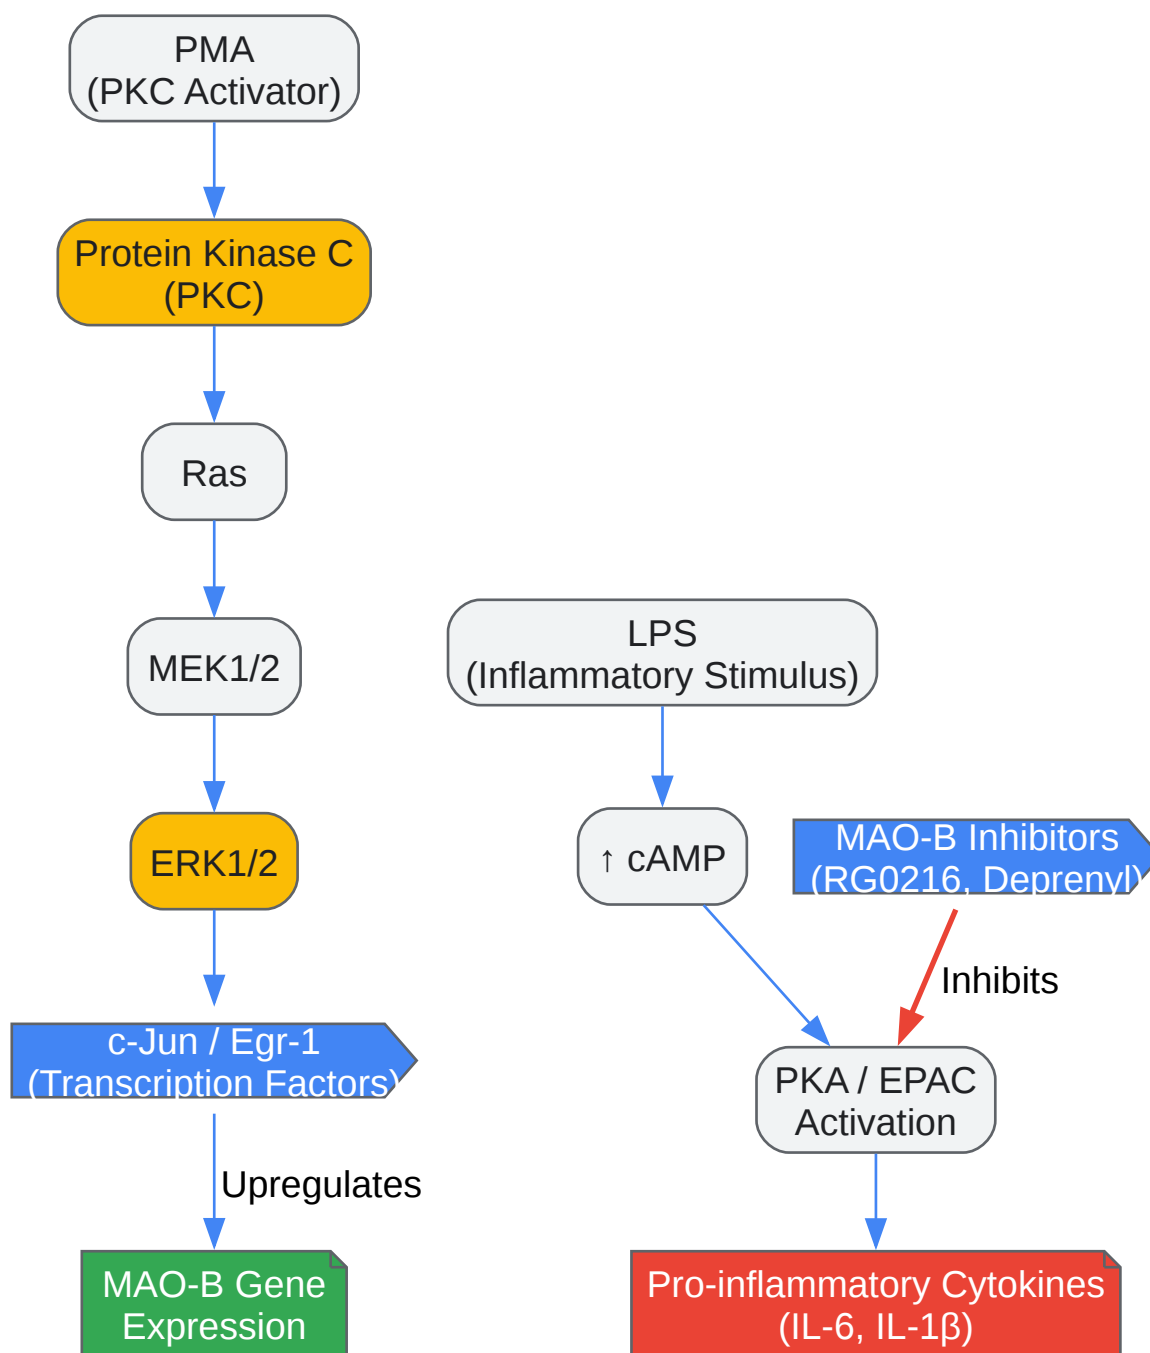 PMA
(PKC Activator)
Protein Kinase C
(PKC)
Ras
MEK1/2
ERK1/2
c-Jun / Egr-1
(Transcription Factors)
Upregulates
MAO-B Gene
Expression
LPS
(Inflammatory Stimulus)
↑ cAMP
MAO-B Inhibitors
(RG0216, Deprenyl)
Inhibits
PKA / EPAC
Activation
Pro-inflammatory Cytokines
(IL-6, IL-1β)